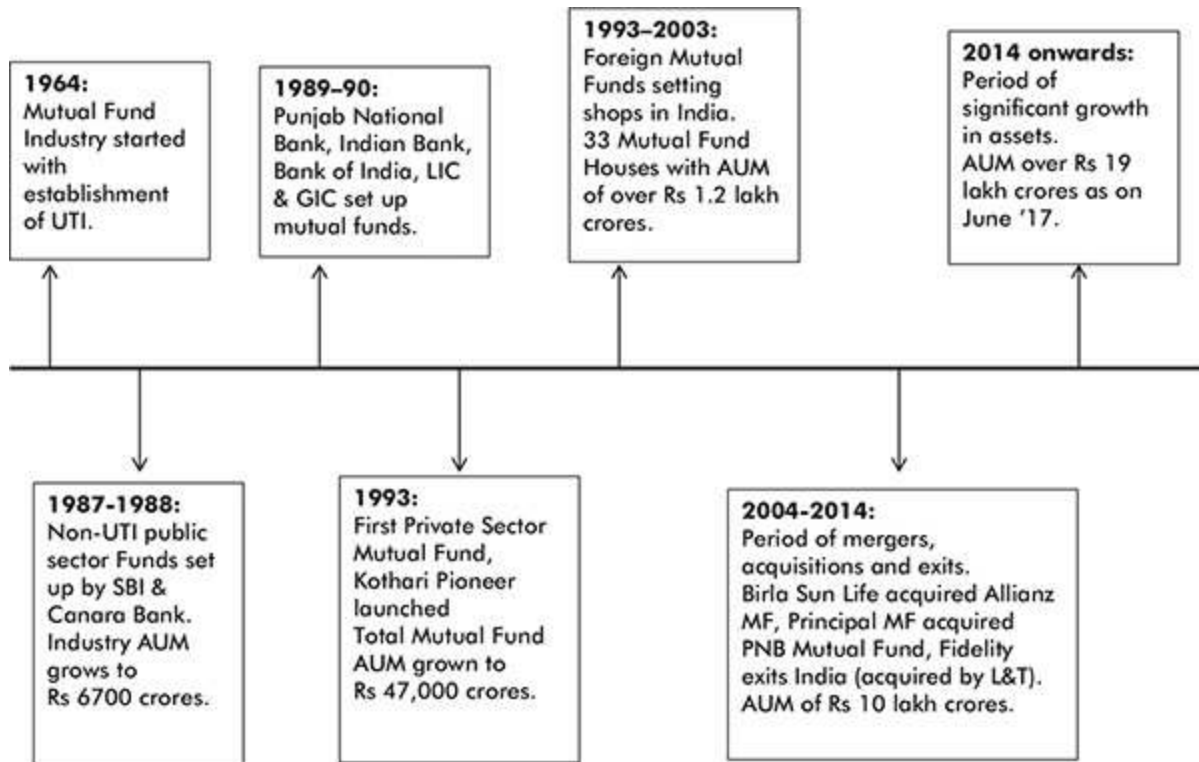 1964:
Mutual Fund
Industry started
with
establishment
of UTI.
1989–90:
Punjab National
Bank, Indian Bank,
Bank of India, LIC
& GIC set up
mutual funds.
1993–2003:
Foreign Mutual
Funds setting
shops in India.
33 Mutual Fund
Houses with AUM
of over Rs 1.2 lakh
crores.
2014 onwards:
Period of
significant growth
in assets.
AUM over Rs 19
lakh crores as on
June '17.
1987-1988:
Non-UTI public
sector Funds set
up by SBI &
Canara Bank.
Industry AUM
grows to
Rs 6700 crores.
1993:
First Private Sector
Mutual Fund,
Kothari Pioneer
launched
Total Mutual Fund
AUM grown to
Rs 47,000 crores.
2004-2014:
Period of mergers,
acquisitions and exits.
Birla Sun Life acquired Allianz
MF, Principal MF acquired
PNB Mutual Fund, Fidelity
exits India (acquired by L&T).
AUM of Rs 10 lakh crores.